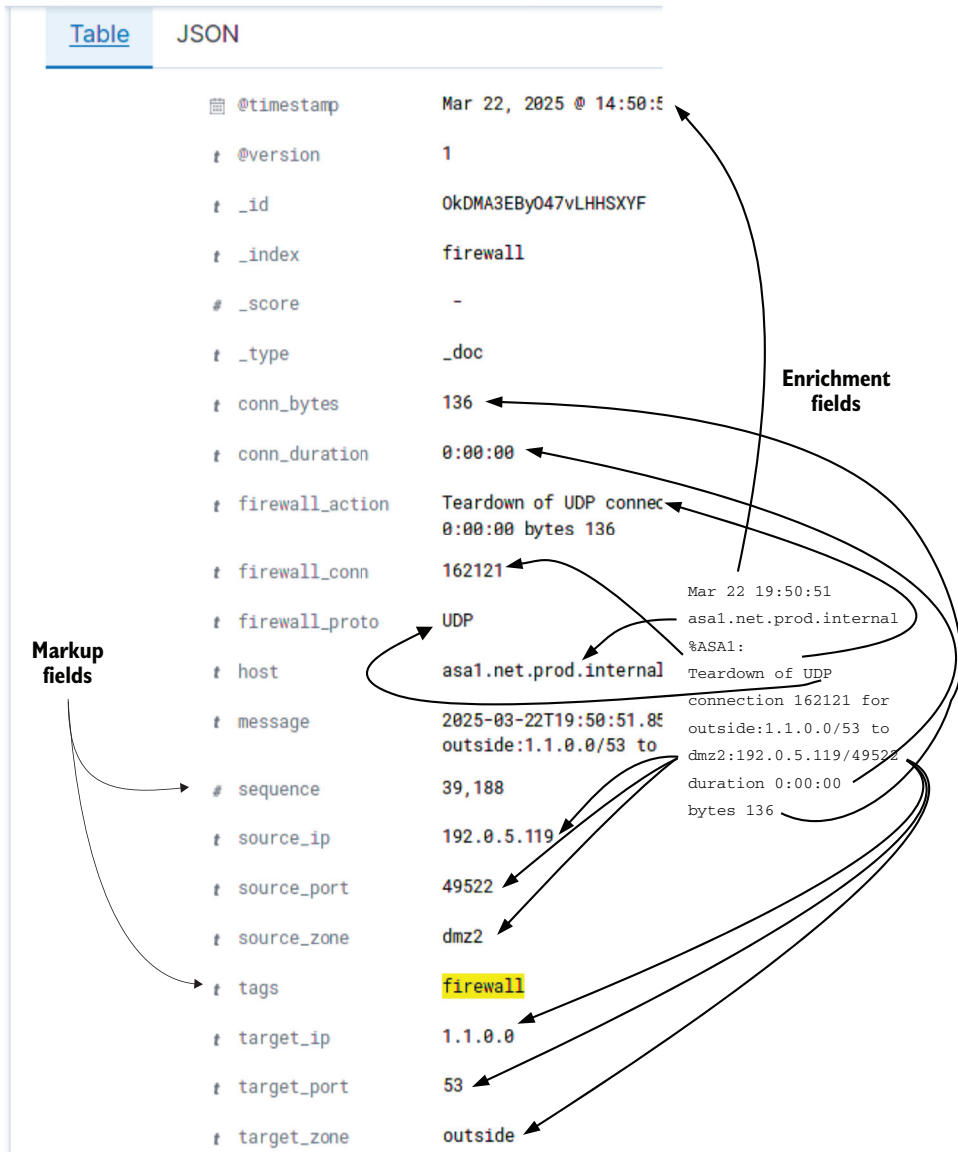 Table JSON
@timestamp Mar 22, 2025 @ 14:50:5
t @version 1
t _id OkDMA3EByO47vLHHSXYF
t _index firewall
# _score -
t _type _doc
Enrichment
fields
t conn_bytes 136
t conn_duration 0:00:00
t firewall_action Teardown of UDP connec
0:00:00 bytes 136
t firewall_conn 162121
Mar 22 19:50:51
asa1.net.prod.internal
%ASA1:
Teardown of UDP
connection 162121 for
outside:1.1.0.0/53 to
dmz2:192.0.5.119/49522
duration 0:00:00
bytes 136
t firewall_proto UDP
Markup
fields
t host asa1.net.prod.internal
t message 2025-03-22T19:50:51.85
outside:1.1.0.0/53 to
# sequence 39,188
t source_ip 192.0.5.119
t source_port 49522
t source_zone dmz2
t tags firewall
t target_ip 1.1.0.0
t target_port 53
t target_zone outside